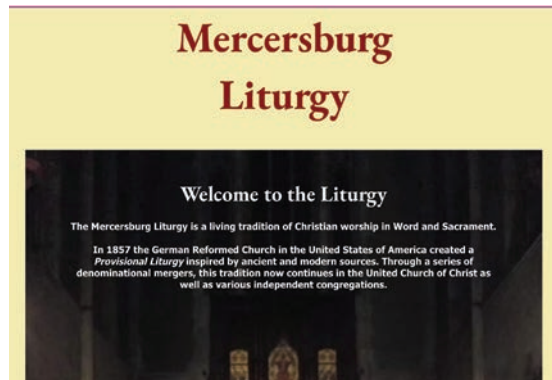 Mercersburg
Liturgy
Welcome to the Liturgy
The Mercersburg Liturgy is a living tradition of Christian worship in Word and Sacrament.
In 1857 the German Reformed Church in the United States of America created a
Provisional Liturgy inspired by ancient and modern sources. Through a series of
denominational mergers, this tradition now continues in the United Church of Christ as
well as various independent congregations.